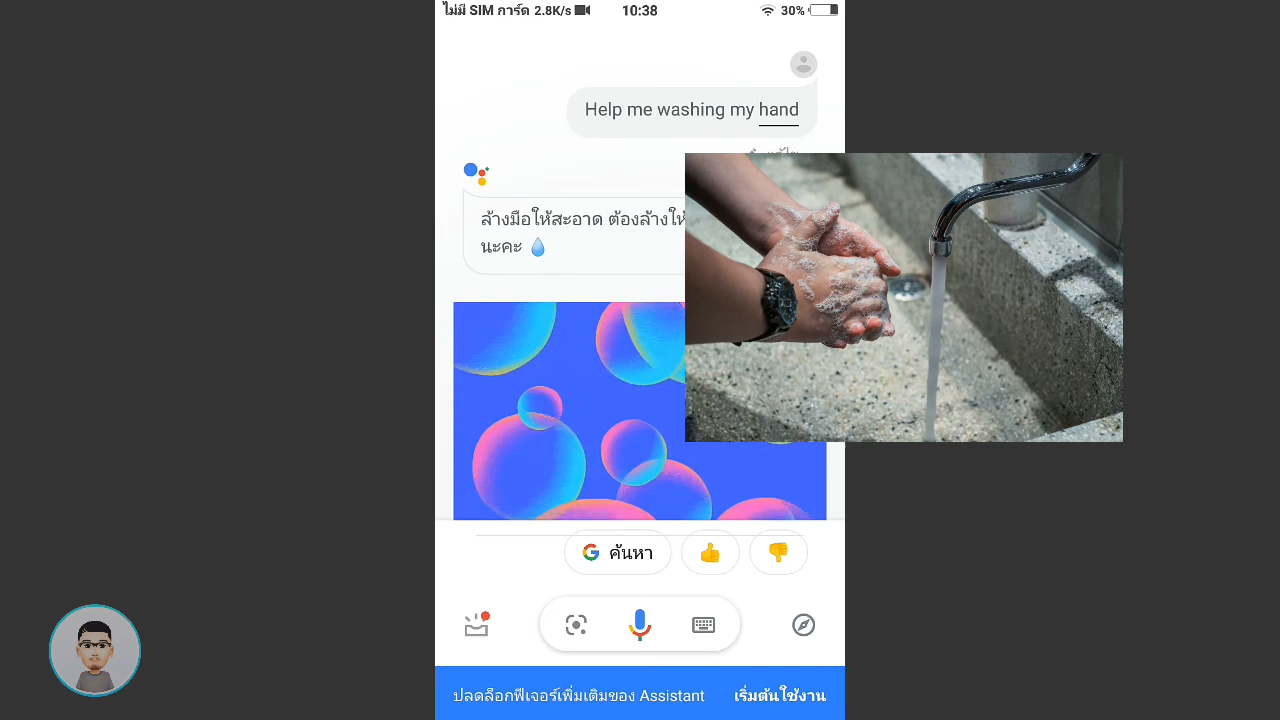 ไม่มี SIM การ์ด 2.8K/s 10:38 30%
Help me washing my hand
ล้างมือให้สะอาด ต้องล้างให้
นะคะ
ค้นหา
ปลดล็อกฟีเจอร์เพิ่มเติมของ Assistant เริ่มต้นใช้งาน